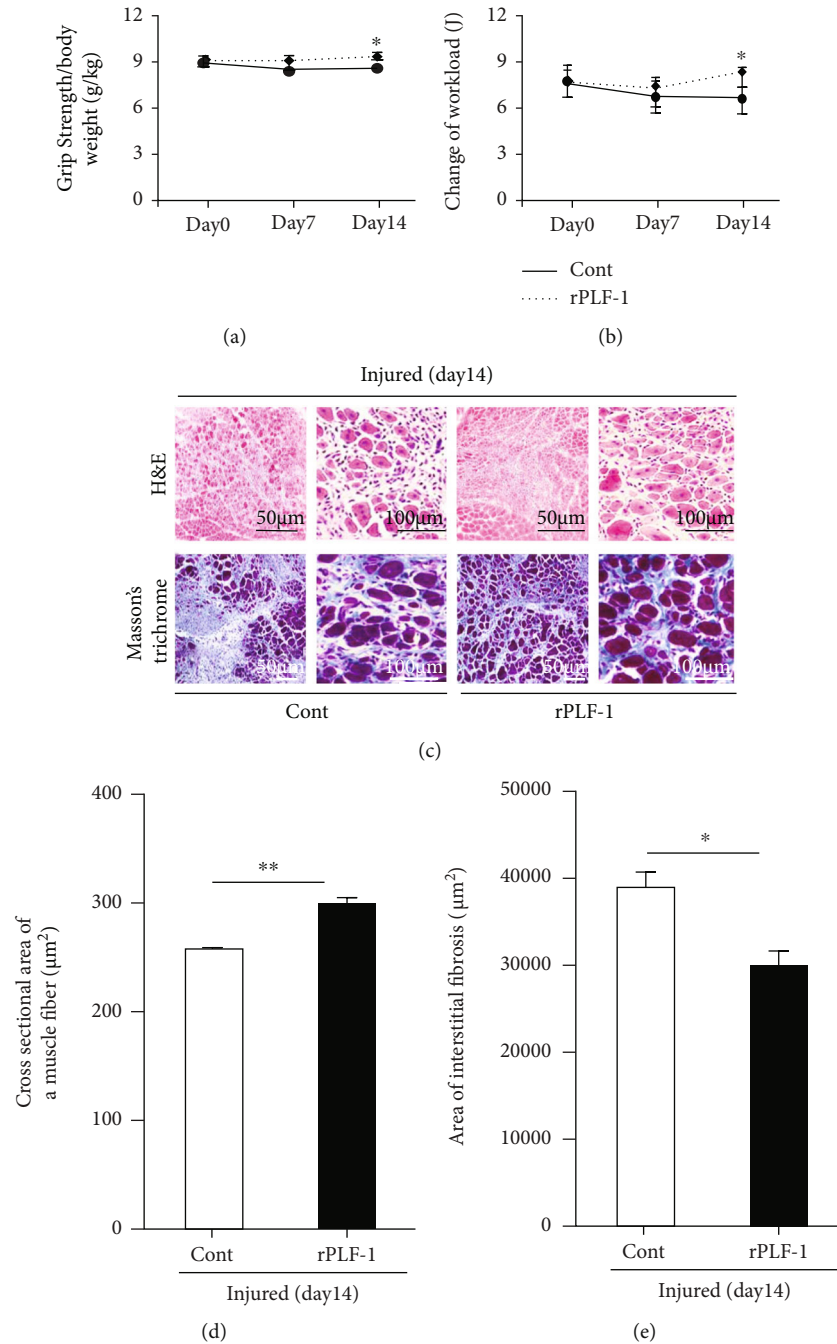 12
9
6
3
0
Grip Strength/body
weight (g/kg)
*
Day0 Day7 Day14
(a)
12
9
6
3
0
Change of workload (J)
*
Day0 Day7 Day14
Cont
rPLF-1
(b)
Injured (day14)
H&E
50μm
100μm
50μm
100μm
Masson's
trichrome
50μm
100μm
50μm
100μm
Cont
rPLF-1
(c)
400
300
200
100
0
Cross sectional area of
a muscle fiber (μm²)
**
Cont rPLF-1
Injured (day14)
(d)
50000
40000
30000
20000
10000
0
Area of interstitial fibrosis (μm²)
*
Cont rPLF-1
Injured (day14)
(e)